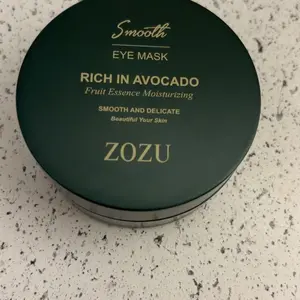 Smooth
EYE MASK
RICH IN AVOCADO
Fruit Essence Moisturizing
SMOOTH AND DELICATE
Beautiful Your Skin
ZOZU